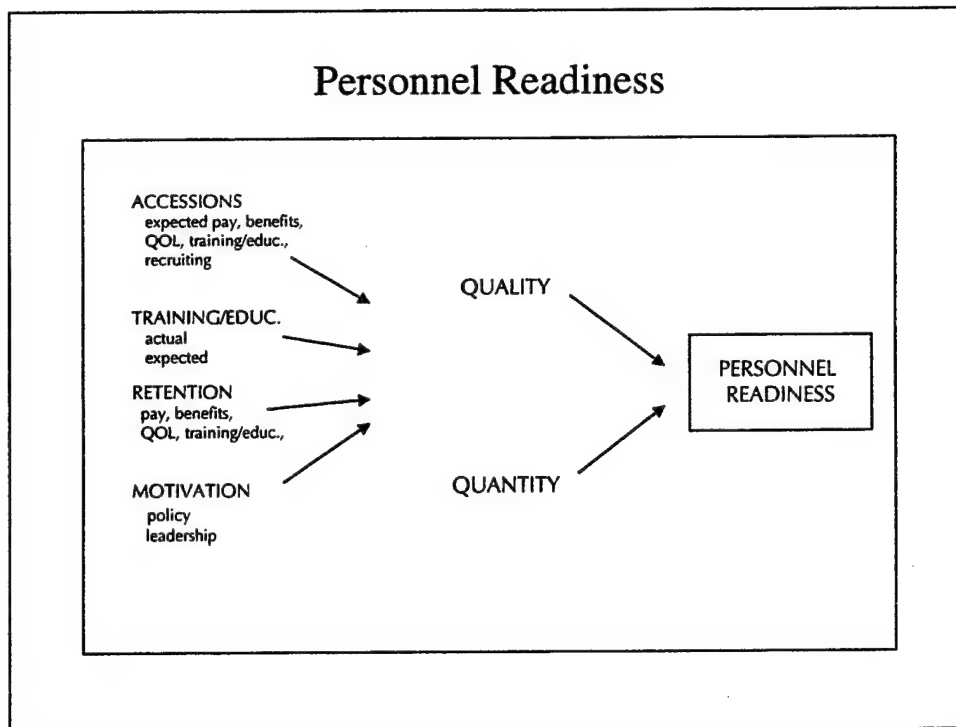 Personnel Readiness
ACCESSIONS
expected pay, benefits,
QOL, training/educ.,
recruiting
TRAINING/EDUC.
actual
expected
RETENTION
pay, benefits,
QOL, training/educ.,
MOTIVATION
policy
leadership
QUALITY
QUANTITY
PERSONNEL
READINESS